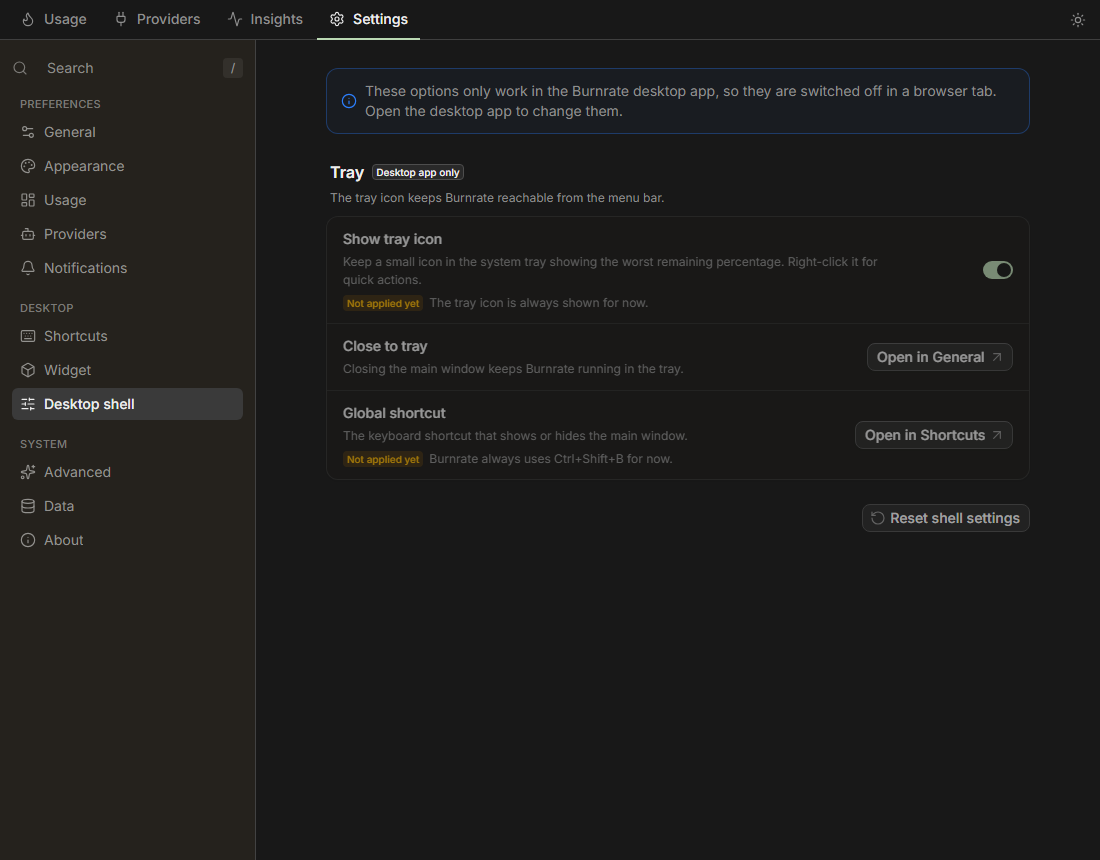 Usage
Providers
Insights
Settings
Search
/
PREFERENCES
General
Appearance
Usage
Providers
Notifications
DESKTOP
Shortcuts
Widget
Desktop shell
SYSTEM
Advanced
Data
About
These options only work in the Burnrate desktop app, so they are switched off in a browser tab.
Open the desktop app to change them.
Tray
Desktop app only
The tray icon keeps Burnrate reachable from the menu bar.
Show tray icon
Keep a small icon in the system tray showing the worst remaining percentage. Right-click it for
quick actions.
Not applied yet The tray icon is always shown for now.
Close to tray
Closing the main window keeps Burnrate running in the tray.
Open in General
Global shortcut
The keyboard shortcut that shows or hides the main window.
Not applied yet Burnrate always uses Ctrl+Shift+B for now.
Open in Shortcuts
Reset shell settings